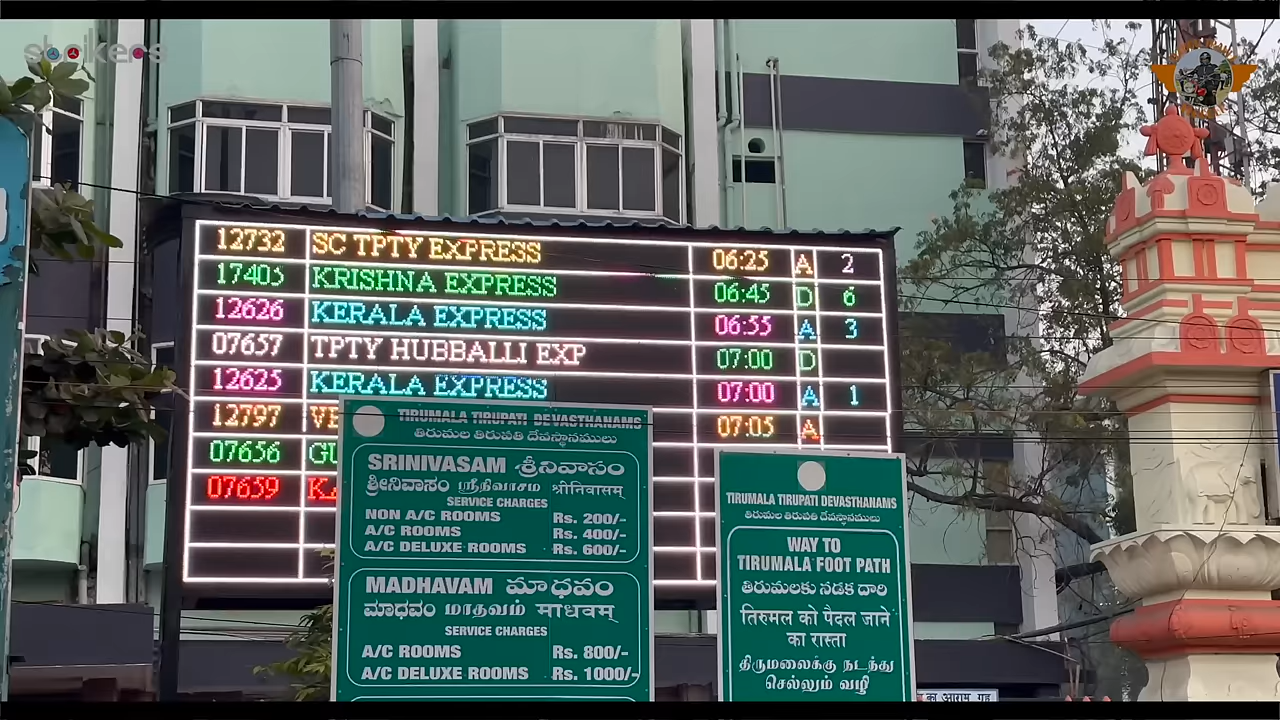 strikers
12732 SC TPTY EXPRESS 06:25 A 2
17405 KRISHNA EXPRESS 06:45 D 6
12626 KERALA EXPRESS 06:55 A 3
07657 TPTY HUBBALLI EXP 07:00 D
12625 KERALA EXPRESS 07:00 A 1
12797 07:05 A
07656
07659
TIRUMALA TIRUPATI DEVASTHANAMS
తిరుమల తిరుపతి దేవస్థానములు
SRINIVASAM శ్రీనివాసం
శ్రీనివాసం ஸ்ரீநிவாசம் श्रीनिवासम्
SERVICE CHARGES
NON A/C ROOMS Rs. 200/-
A/C ROOMS Rs. 400/-
A/C DELUXE ROOMS Rs. 600/-
MADHAVAM మాధవం
మాధవం மாதவம் माधवम्
SERVICE CHARGES
A/C ROOMS Rs. 800/-
A/C DELUXE ROOMS Rs. 1000/-
TIRUMALA TIRUPATI DEVASTHANAMS
తిరుమల తిరుపతి దేవస్థానములు
WAY TO
TIRUMALA FOOT PATH
తిరుమలకు నడక దారి
तिरुमल को पैदल जाने
का रास्ता
திருமலைக்கு நடந்து
செல்லும் வழி
का आराम गृह